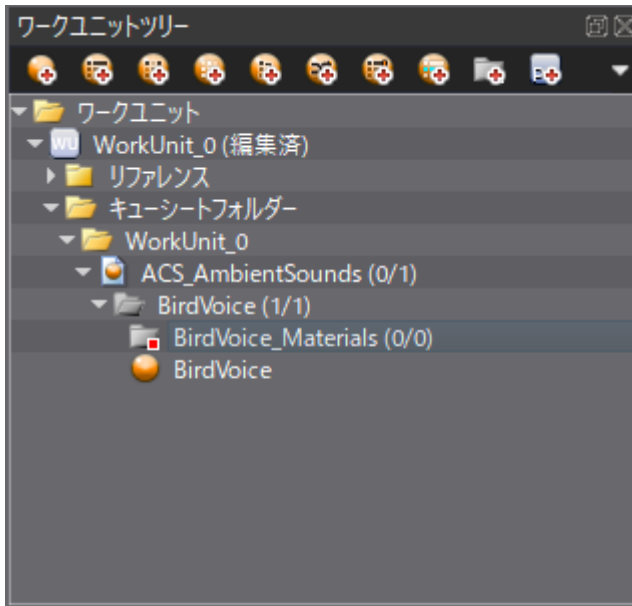 ワークユニットツリー
ワークユニット
WU WorkUnit_0 (編集済)
リファレンス
キューシートフォルダー
WorkUnit_0
ACS_AmbientSounds (0/1)
BirdVoice (1/1)
BirdVoice_Materials (0/0)
BirdVoice